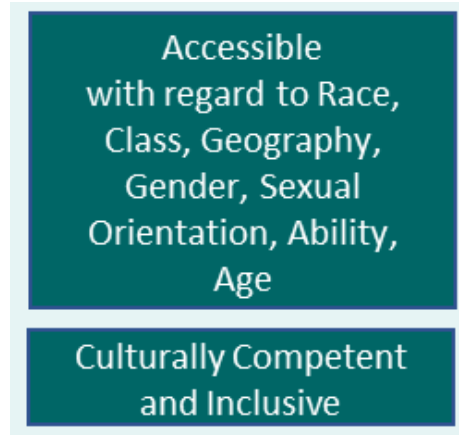 Accessible
with regard to Race,
Class, Geography,
Gender, Sexual
Orientation, Ability,
Age
Culturally Competent
and Inclusive